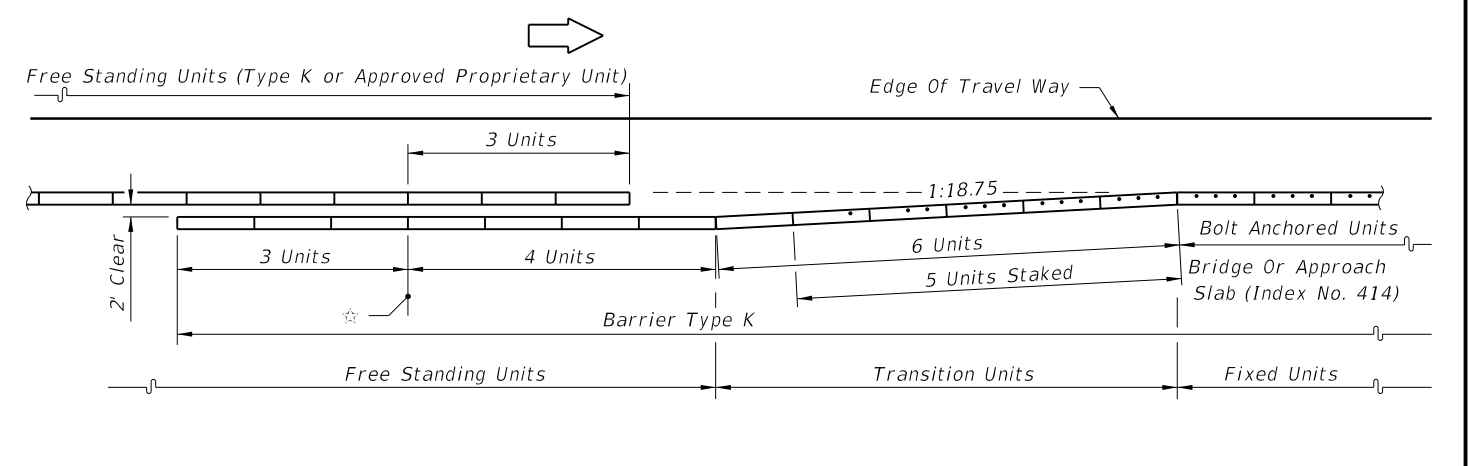 Free Standing Units (Type K or Approved Proprietary Unit)
Edge Of Travel Way
3 Units
1:18.75
2' Clear
3 Units
4 Units
6 Units
Bolt Anchored Units
5 Units Staked
Bridge Or Approach
Slab (Index No. 414)
Barrier Type K
Free Standing Units
Transition Units
Fixed Units